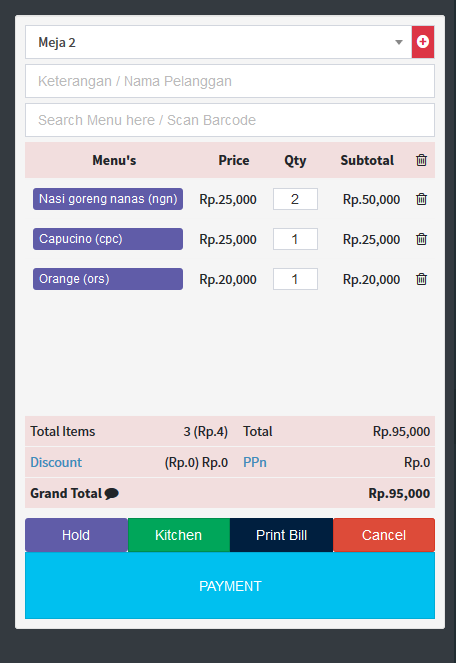 Meja 2
Keterangan / Nama Pelanggan
Search Menu here / Scan Barcode
Menu's Price Qty Subtotal
Nasi goreng nanas (ngn) Rp.25,000 2 Rp.50,000
Capucino (cpc) Rp.25,000 1 Rp.25,000
Orange (ors) Rp.20,000 1 Rp.20,000
Total Items 3 (Rp.4) Total Rp.95,000
Discount (Rp.0) Rp.0 PPn Rp.0
Grand Total Rp.95,000
Hold Kitchen Print Bill Cancel
PAYMENT